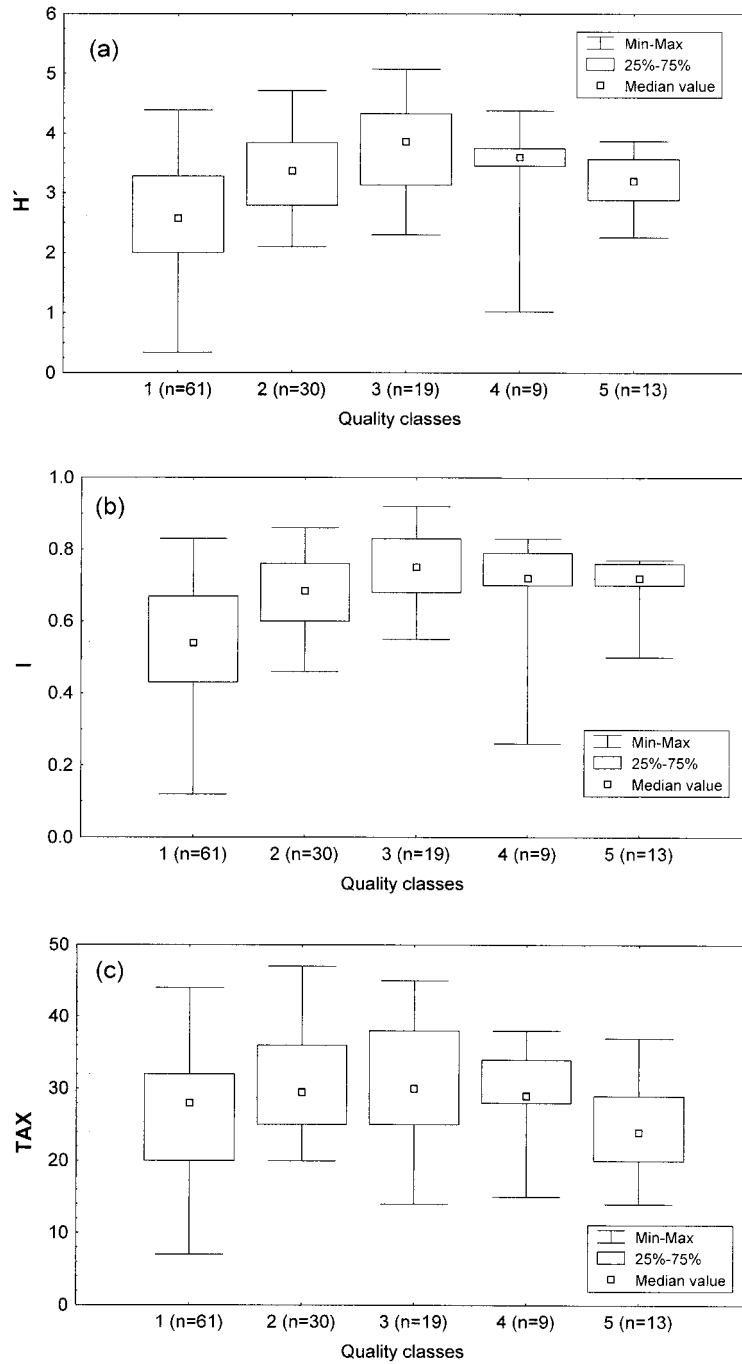 (a)
Min-Max
25%-75%
Median value
H´
6
5
4
3
2
1
0
1 (n=61) 2 (n=30) 3 (n=19) 4 (n=9) 5 (n=13)
Quality classes
(b)
I
1.0
0.8
0.6
0.4
0.2
0.0
Min-Max
25%-75%
Median value
1 (n=61) 2 (n=30) 3 (n=19) 4 (n=9) 5 (n=13)
Quality classes
(c)
TAX
50
40
30
20
10
0
Min-Max
25%-75%
Median value
1 (n=61) 2 (n=30) 3 (n=19) 4 (n=9) 5 (n=13)
Quality classes